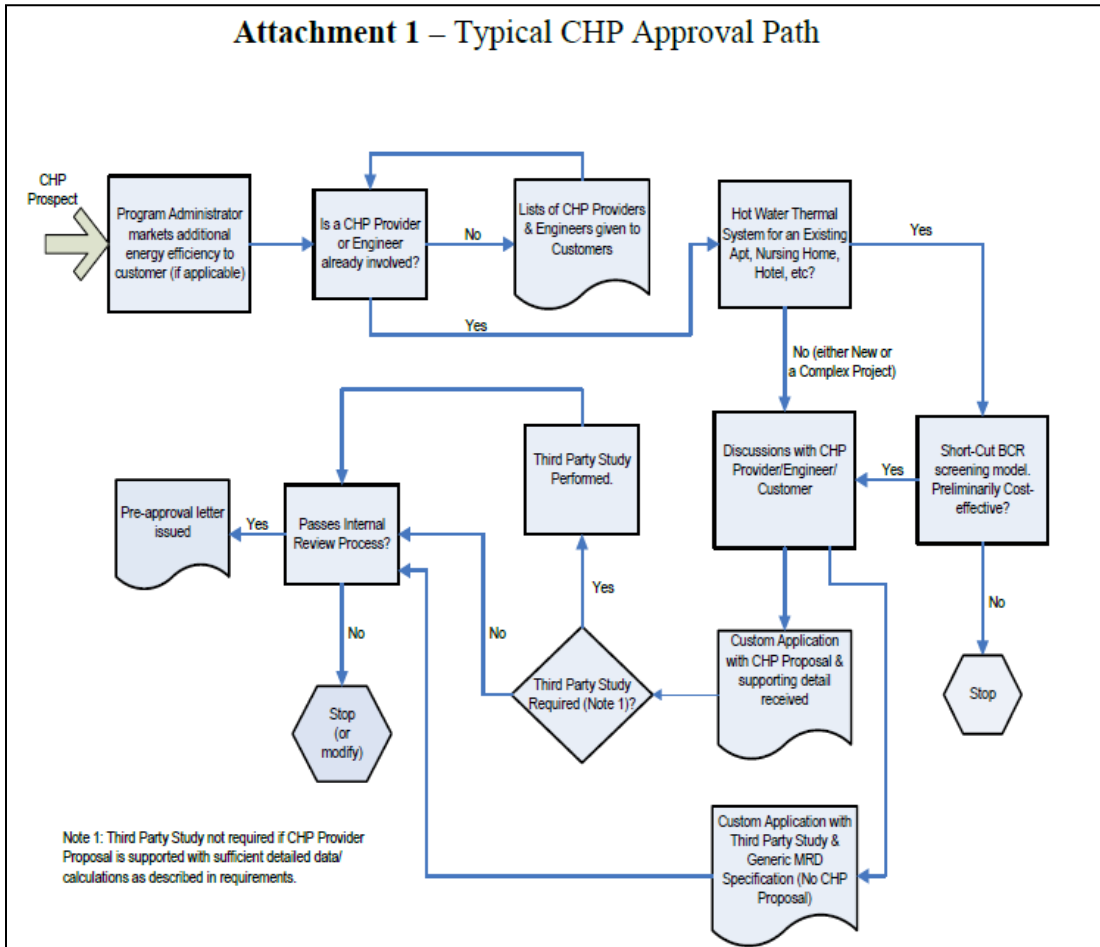 Attachment 1 – Typical CHP Approval Path
CHP
Prospect
Program Administrator
markets additional
energy efficiency to
customer (if applicable)
Is a CHP Provider
or Engineer
already involved?
No
Lists of CHP Providers
& Engineers given to
Customers
Yes
Hot Water Thermal
System for an Existing
Apt, Nursing Home,
Hotel, etc?
Yes
No (either New or
a Complex Project)
Short-Cut BCR
screening model.
Preliminarily Cost-
effective?
Yes
No
Stop
Discussions with CHP
Provider/Engineer/
Customer
Custom Application
with CHP Proposal &
supporting detail
received
Third Party Study
Required (Note 1)?
Yes
No
Third Party Study
Performed.
Passes Internal
Review Process?
Yes
Pre-approval letter
issued
No
Stop
(or
modify)
Custom Application with
Third Party Study &
Generic MRD
Specification (No CHP
Proposal)
Note 1: Third Party Study not required if CHP Provider
Proposal is supported with sufficient detailed data/
calculations as described in requirements.